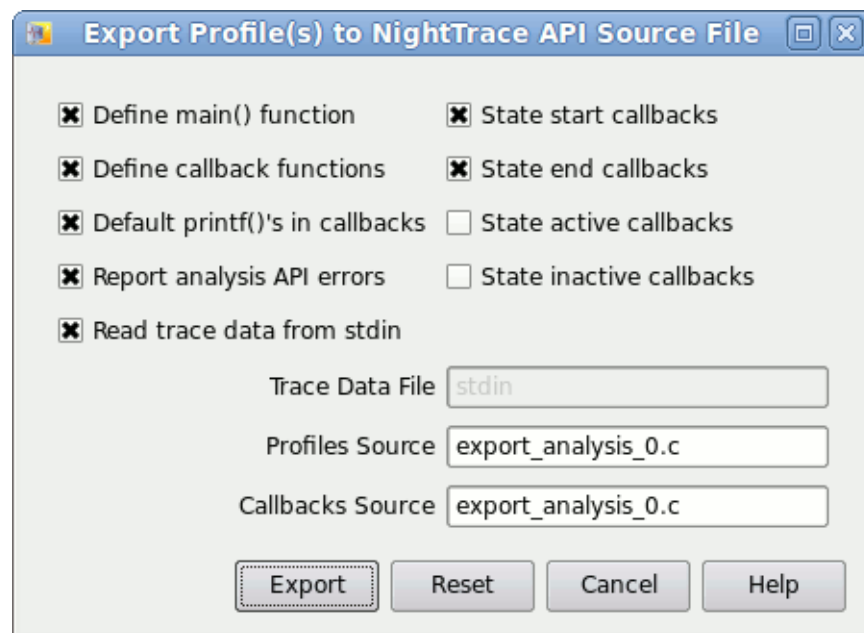 Export Profile(s) to NightTrace API Source File
Define main() function
State start callbacks
Define callback functions
State end callbacks
Default printf()'s in callbacks
State active callbacks
Report analysis API errors
State inactive callbacks
Read trace data from stdin
Trace Data File
stdin
Profiles Source
export_analysis_0.c
Callbacks Source
export_analysis_0.c
Export
Reset
Cancel
Help